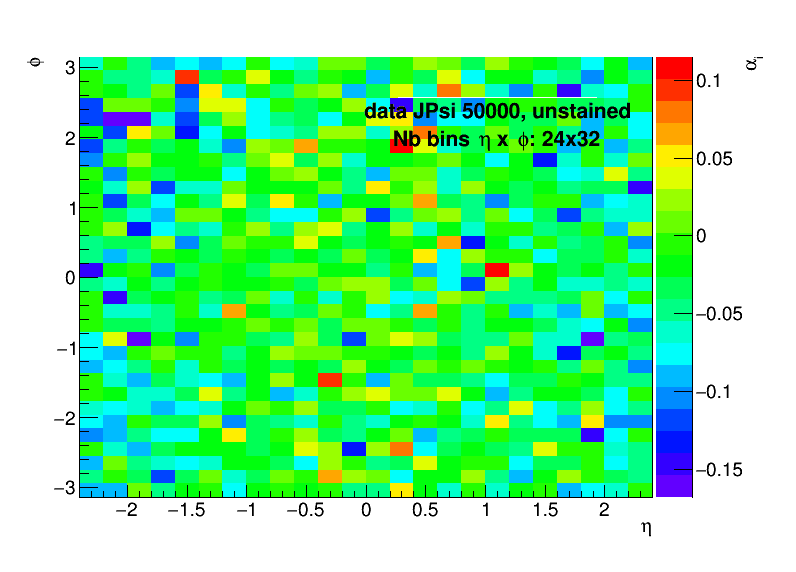 φ
α_i
3
2
1
0
−1
−2
−3
data JPsi 50000, unstained
Nb bins η x φ: 24x32
0.1
0.05
0
−0.05
−0.1
−0.15
−2 −1.5 −1 −0.5 0 0.5 1 1.5 2
η